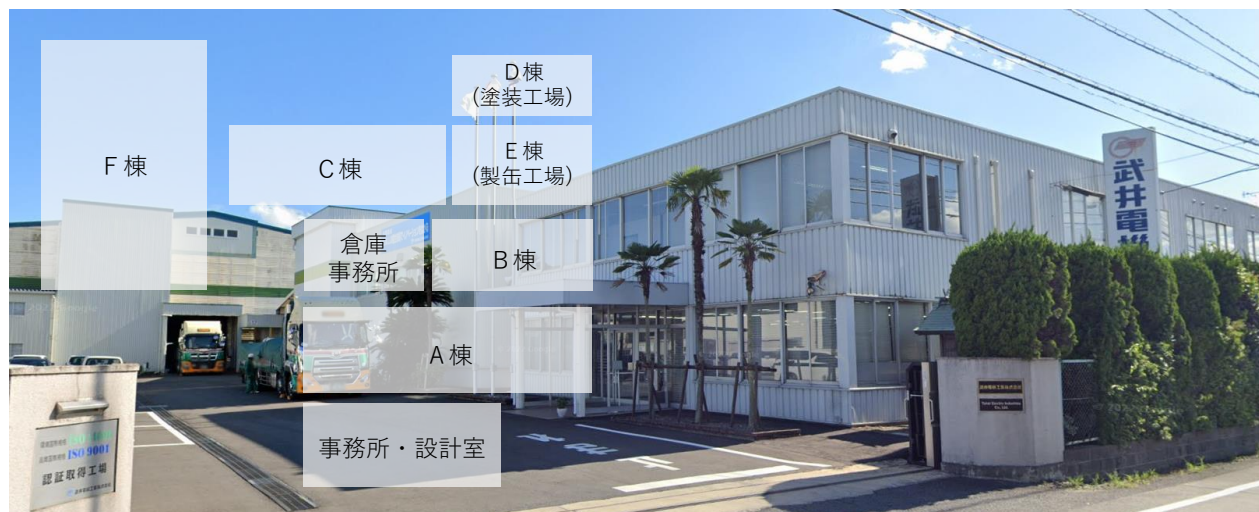 D棟
(塗装工場)
F棟
C棟
E棟
(製缶工場)
倉庫
事務所
B棟
A棟
事務所・設計室
武井電機
ISO 9001
認証取得工場